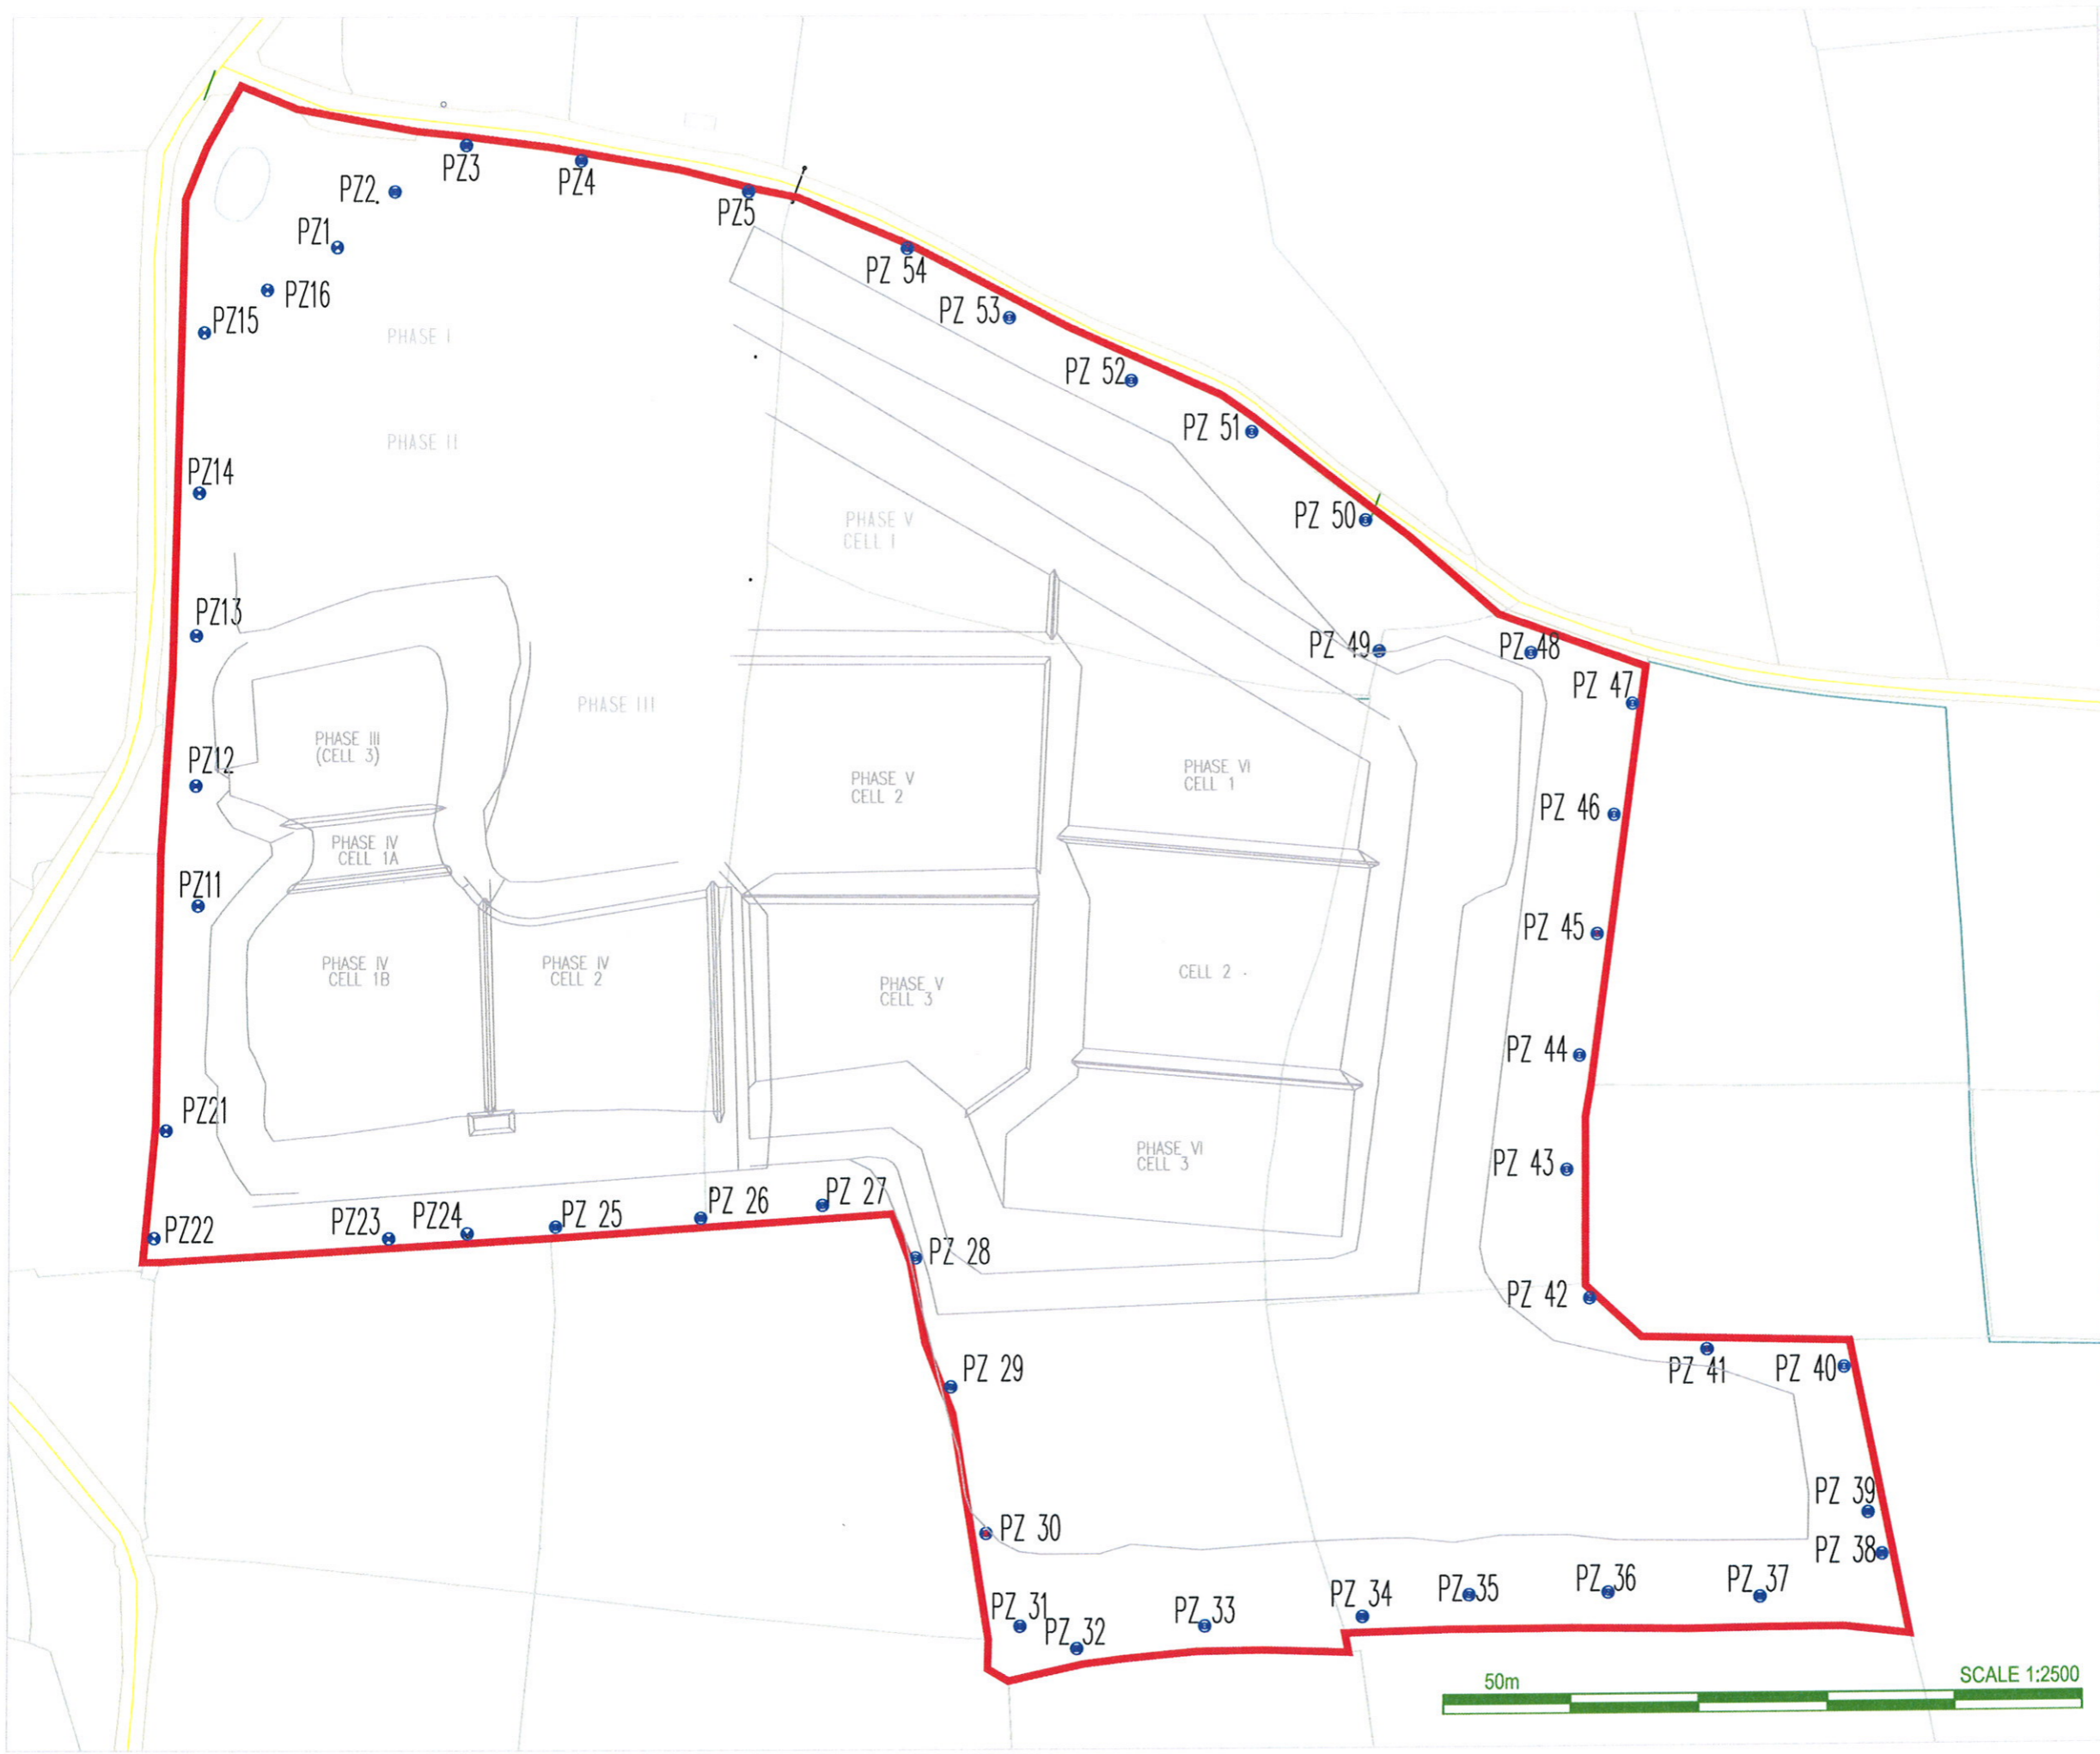 PZ3
PZ4
PZ2.
PZ5
PZ1
PZ 54
PZ16
PZ 53
PZ15
PHASE I
PZ 52
PZ 51
PHASE II
PZ14
PZ 50
PHASE V
CELL I
PZ13
PZ 49
PZ 48
PZ 47
PHASE III
PHASE III
(CELL 3)
PZ12
PHASE V
CELL 2
PHASE VI
CELL 1
PZ 46
PHASE IV
CELL 1A
PZ11
PZ 45
PHASE IV
CELL 1B
PHASE IV
CELL 2
PHASE V
CELL 3
CELL 2
PZ 44
PZ21
PHASE VI
CELL 3
PZ 43
PZ22
PZ23
PZ24
PZ 25
PZ 26
PZ 27
PZ 28
PZ 42
PZ 29
PZ 41
PZ 40
PZ 39
PZ 30
PZ 38
PZ 31
PZ 32
PZ 33
PZ 34
PZ 35
PZ 36
PZ 37
50m
SCALE 1:2500